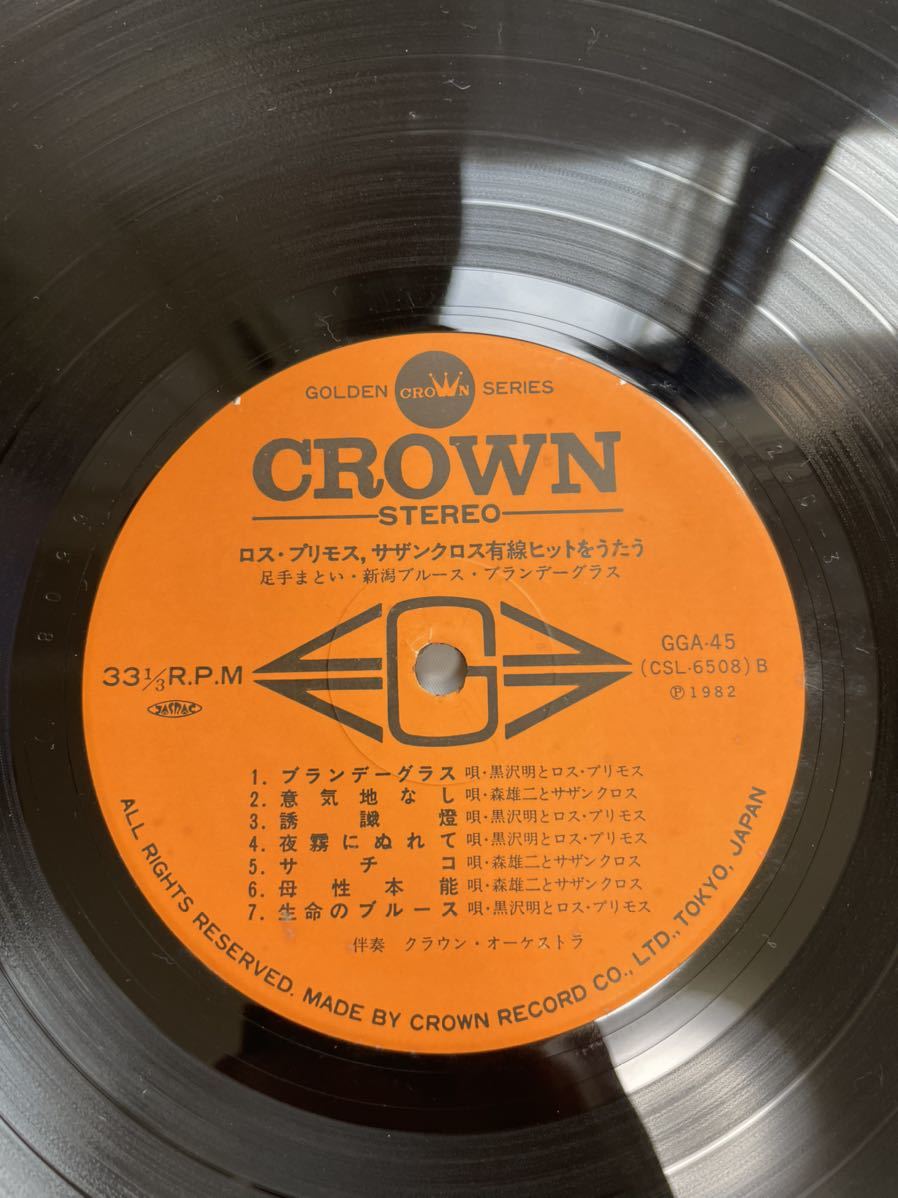 GOLDEN CROWN SERIES
CROWN
STEREO
ロス・プリモス,サザンクロス有線ヒットをうたう
足手まとい・新潟ブルース・ブランデーグラス
33 1/3 R.P.M
JASRAC
G
GGA-45
(CSL-6508) B
Ⓟ1982
1. ブランデーグラス 唄・黒沢明とロス・プリモス
2. 意気地なし 唄・森雄二とサザンクロス
3. 誘蛾燈 唄・黒沢明とロス・プリモス
4. 夜霧にぬれて 唄・黒沢明とロス・プリモス
5. サチコ 唄・森雄二とサザンクロス
6. 母性本能 唄・森雄二とサザンクロス
7. 生命のブルース 唄・黒沢明とロス・プリモス
伴奏 クラウン・オーケストラ
ALL RIGHTS RESERVED. MADE BY CROWN RECORD CO., LTD., TOKYO, JAPAN